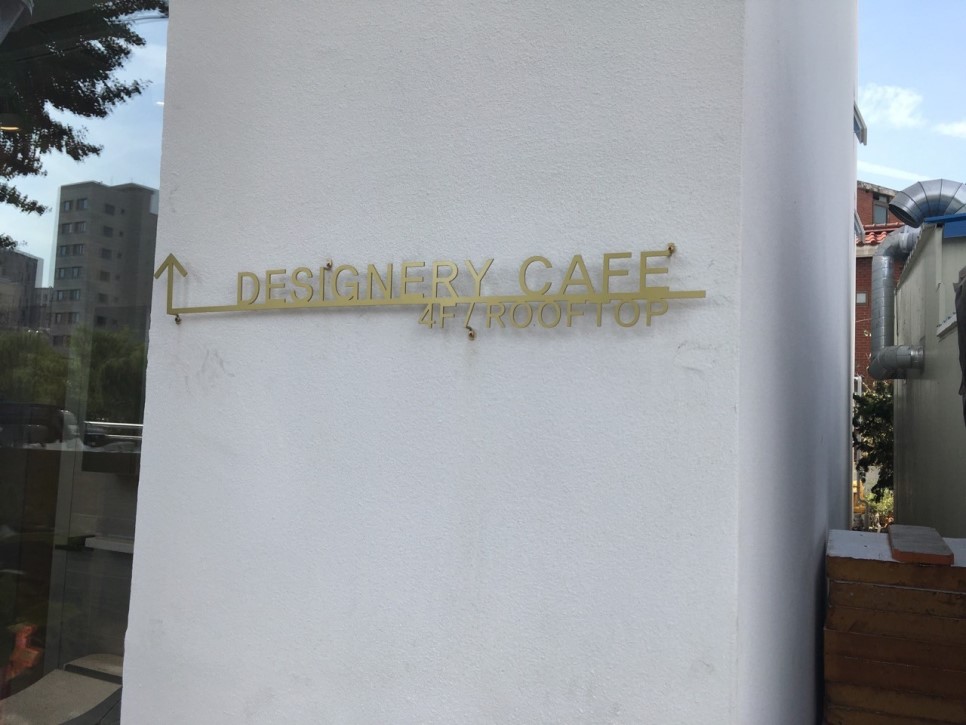 DESIGNERY CAFE
4F / ROOFTOP